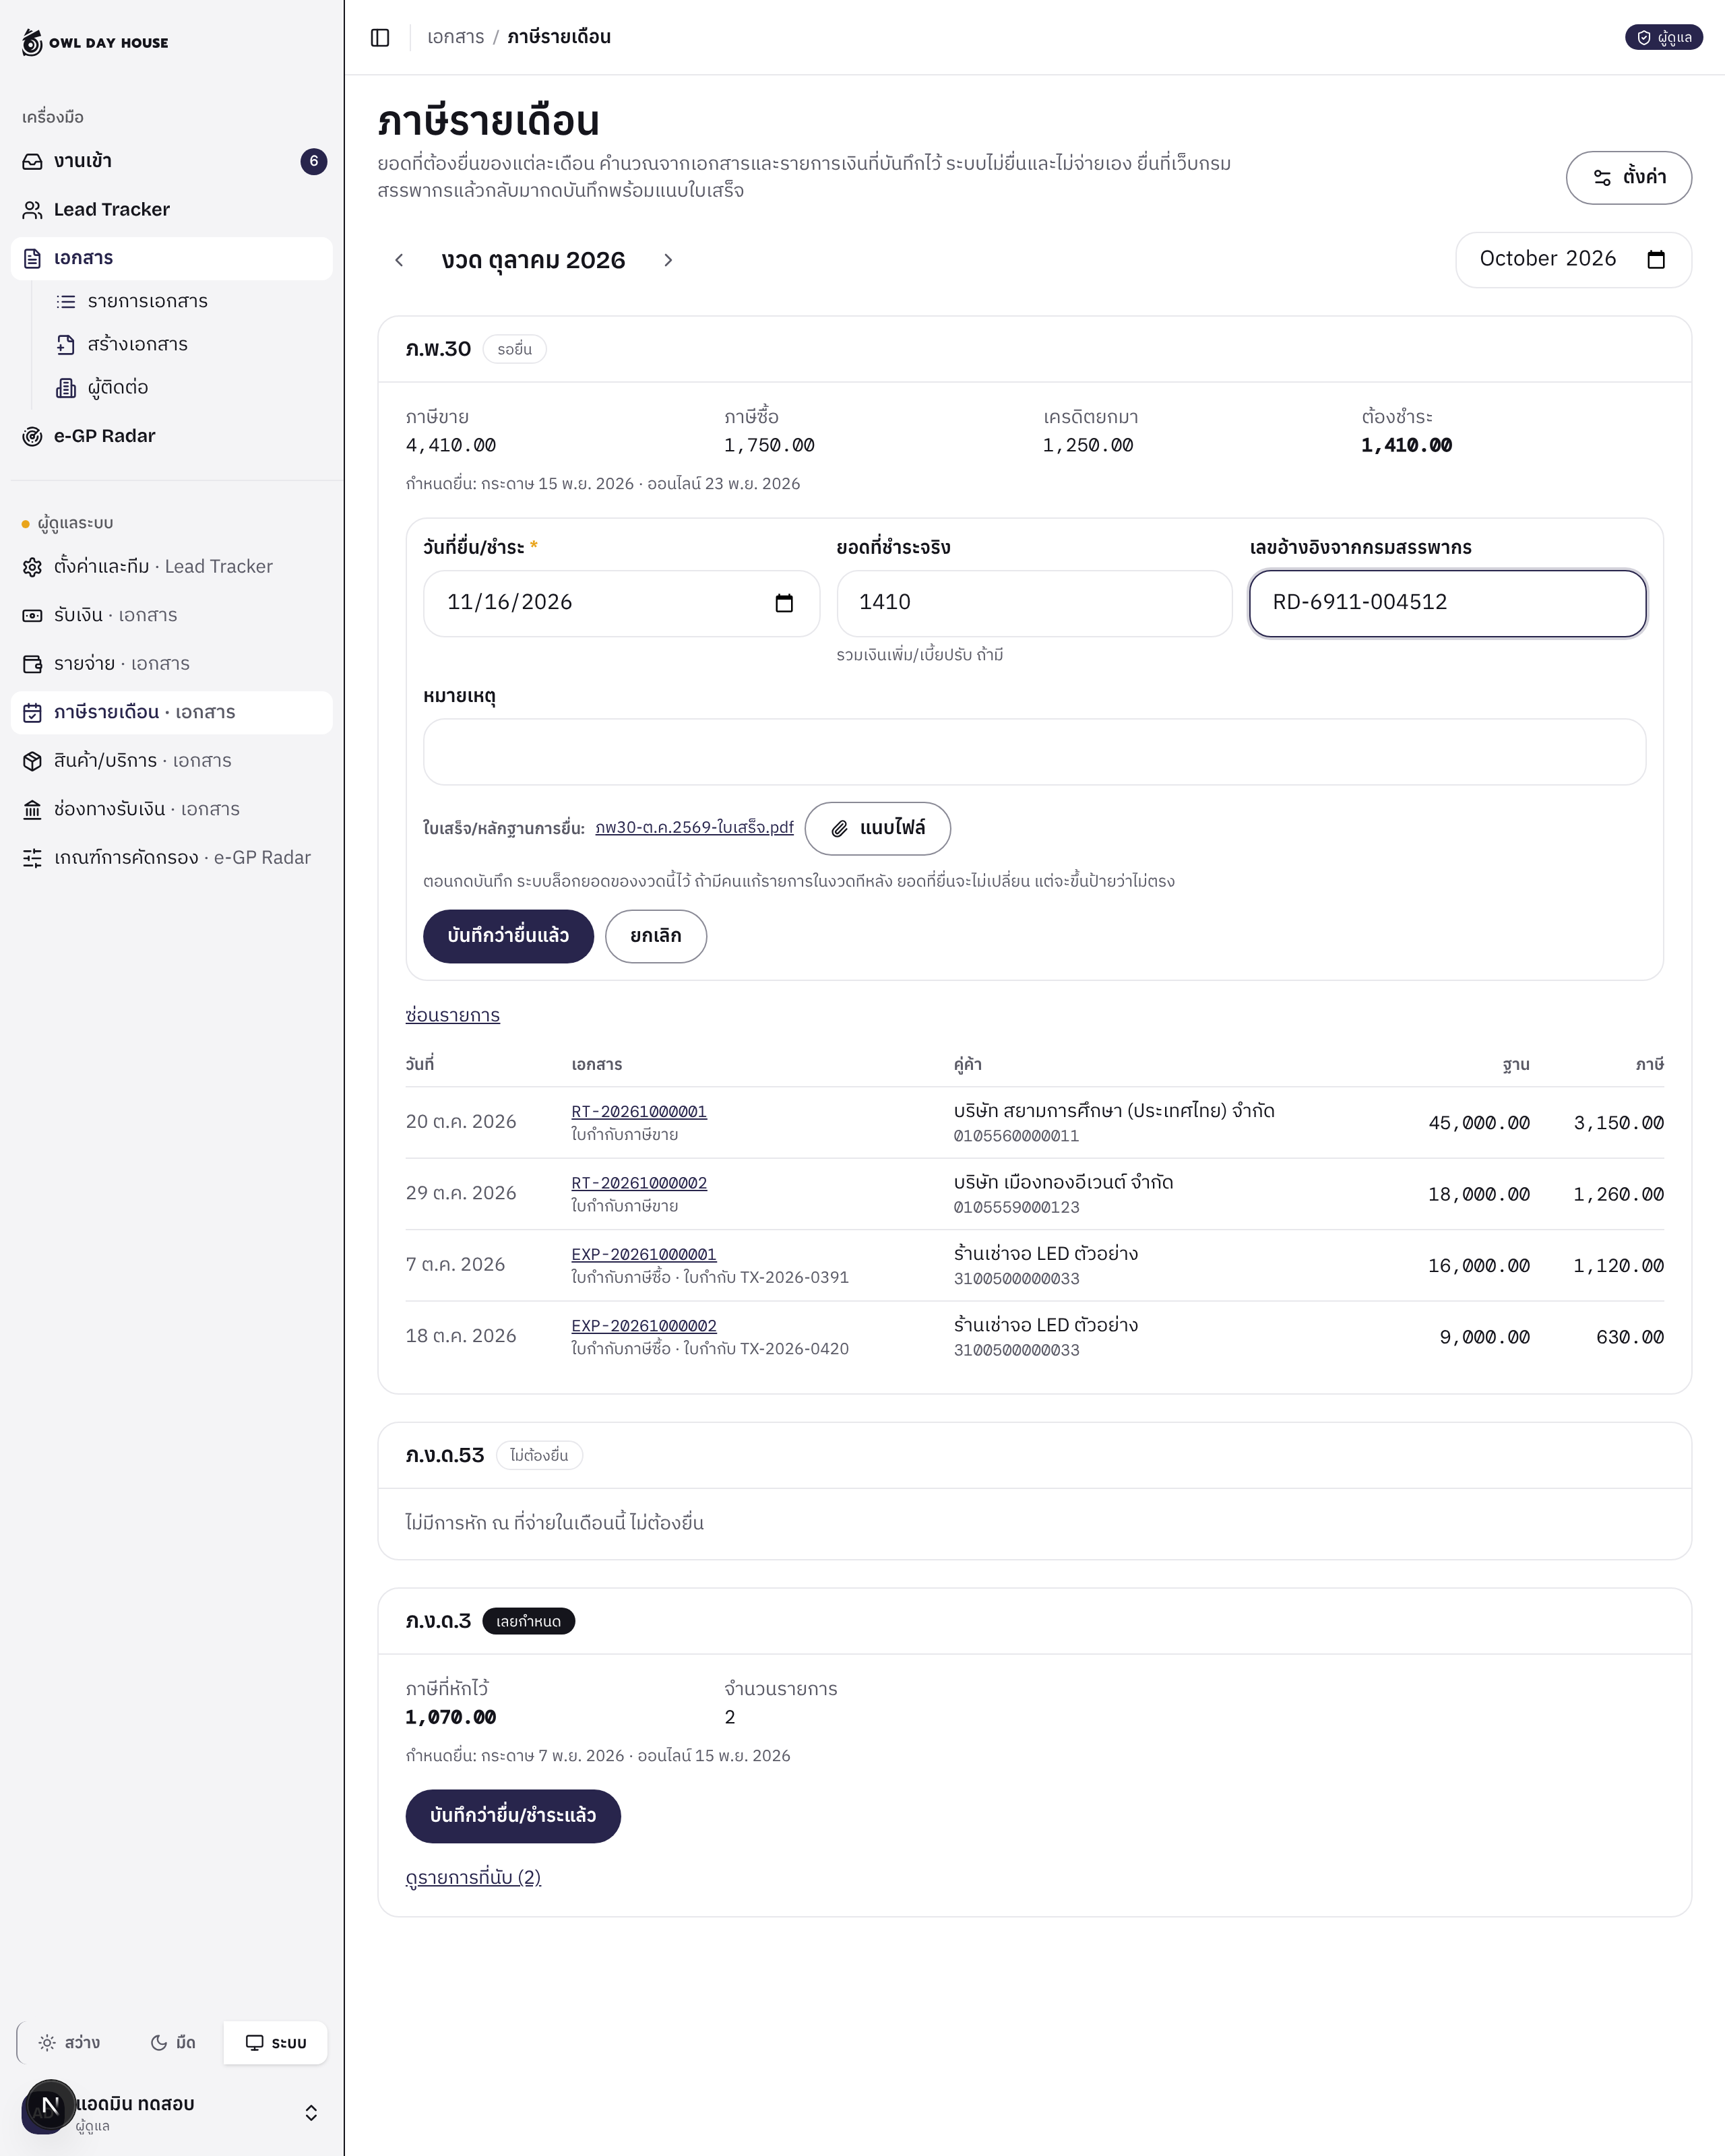 OWL DAY HOUSE
เครื่องมือ
งานเข้า 6
Lead Tracker
เอกสาร
รายการเอกสาร
สร้างเอกสาร
ผู้ติดต่อ
e-GP Radar
ผู้ดูแลระบบ
ตั้งค่าและทีม · Lead Tracker
รับเงิน · เอกสาร
รายจ่าย · เอกสาร
ภาษีรายเดือน · เอกสาร
สินค้า/บริการ · เอกสาร
ช่องทางรับเงิน · เอกสาร
เกณฑ์การคัดกรอง · e-GP Radar
สว่าง มืด ระบบ
N
แอดมิน ทดสอบ
ผู้ดูแล
เอกสาร / ภาษีรายเดือน
ผู้ดูแล
ภาษีรายเดือน
ยอดที่ต้องยื่นของแต่ละเดือน คำนวณจากเอกสารและรายการเงินที่บันทึกไว้ ระบบไม่ยื่นและไม่จ่ายเอง ยื่นที่เว็บกรม
สรรพากรแล้วกลับมากดบันทึกพร้อมแนบใบเสร็จ
ตั้งค่า
งวด ตุลาคม 2026
October 2026
ภ.พ.30 รอยื่น
ภาษีขาย ภาษีซื้อ เครดิตยกมา ต้องชำระ
4,410.00 1,750.00 1,250.00 1,410.00
กำหนดยื่น: กระดาษ 15 พ.ย. 2026 · ออนไลน์ 23 พ.ย. 2026
วันที่ยื่น/ชำระ * ยอดที่ชำระจริง เลขอ้างอิงจากกรมสรรพากร
11/16/2026 1410 RD-6911-004512
รวมเงินเพิ่ม/เบี้ยปรับ ถ้ามี
หมายเหตุ
ใบเสร็จ/หลักฐานการยื่น: ภพ30-ต.ค.2569-ใบเสร็จ.pdf แนบไฟล์
ตอนกดบันทึก ระบบล็อกยอดของงวดนี้ไว้ ถ้ามีคนแก้รายการในงวดทีหลัง ยอดที่ยื่นจะไม่เปลี่ยน แต่จะขึ้นป้ายว่าไม่ตรง
บันทึกว่ายื่นแล้ว ยกเลิก
ซ่อนรายการ
วันที่ เอกสาร คู่ค้า ฐาน ภาษี
20 ต.ค. 2026 RT-20261000001 บริษัท สยามการศึกษา (ประเทศไทย) จำกัด 45,000.00 3,150.00
ใบกำกับภาษีขาย 0105560000011
29 ต.ค. 2026 RT-20261000002 บริษัท เมืองทองอีเวนต์ จำกัด 18,000.00 1,260.00
ใบกำกับภาษีขาย 0105559000123
7 ต.ค. 2026 EXP-20261000001 ร้านเช่าจอ LED ตัวอย่าง 16,000.00 1,120.00
ใบกำกับภาษีซื้อ · ใบกำกับ TX-2026-0391 3100500000033
18 ต.ค. 2026 EXP-20261000002 ร้านเช่าจอ LED ตัวอย่าง 9,000.00 630.00
ใบกำกับภาษีซื้อ · ใบกำกับ TX-2026-0420 3100500000033
ภ.ง.ด.53 ไม่ต้องยื่น
ไม่มีการหัก ณ ที่จ่ายในเดือนนี้ ไม่ต้องยื่น
ภ.ง.ด.3 เลยกำหนด
ภาษีที่หักไว้ จำนวนรายการ
1,070.00 2
กำหนดยื่น: กระดาษ 7 พ.ย. 2026 · ออนไลน์ 15 พ.ย. 2026
บันทึกว่ายื่น/ชำระแล้ว
ดูรายการที่นับ (2)